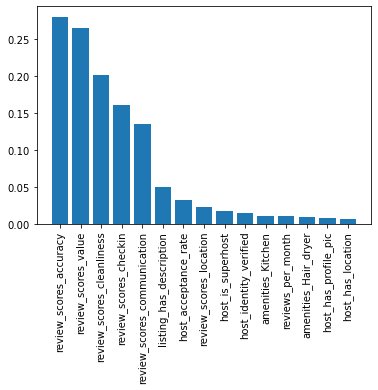 0.25
0.20
0.15
0.10
0.05
0.00
review_scores_accuracy
review_scores_value
review_scores_cleanliness
review_scores_checkin
review_scores_communication
listing_has_description
host_acceptance_rate
review_scores_location
host_is_superhost
host_identity_verified
amenities_Kitchen
reviews_per_month
amenities_Hair_dryer
host_has_profile_pic
host_has_location